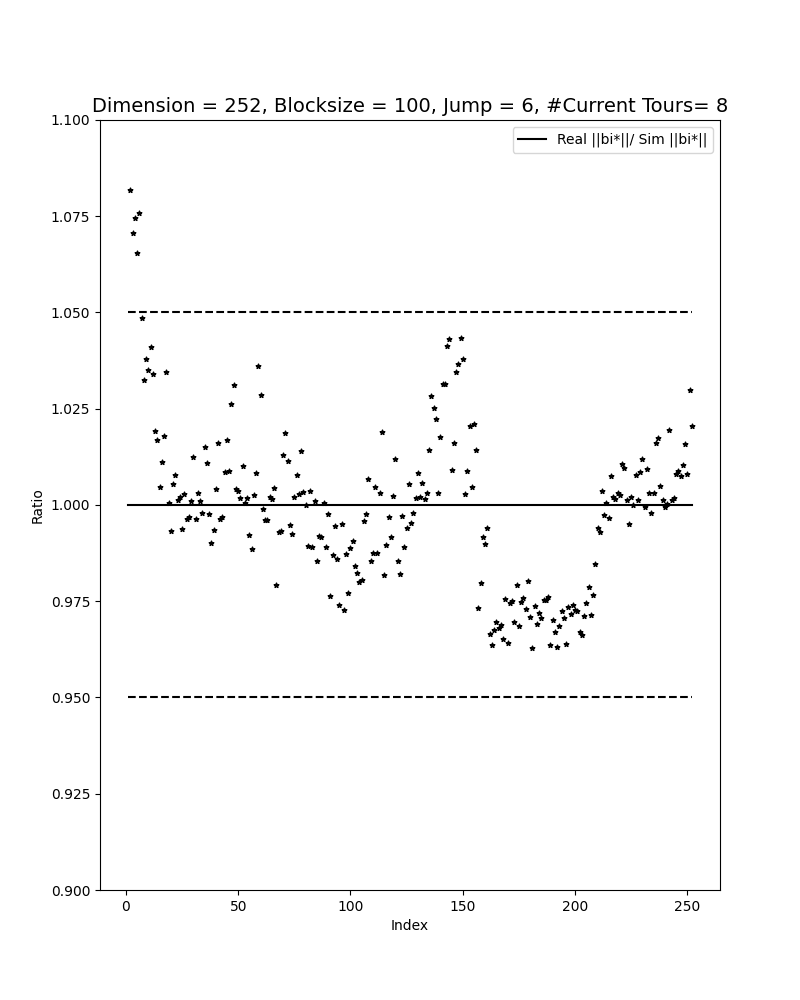 Dimension = 252, Blocksize = 100, Jump = 6, #Current Tours= 8
Real ||bi*||/ Sim ||bi*||
1.100
1.075
1.050
1.025
1.000
0.975
0.950
0.925
0.900
Ratio
0 50 100 150 200 250
Index